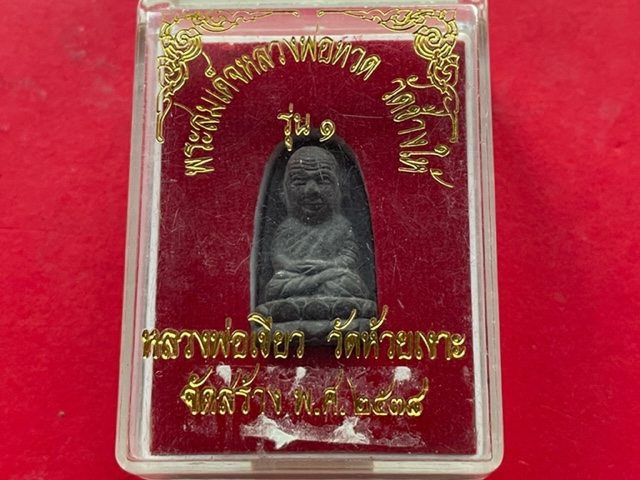 พระสมเด็จหลวงพ่อทวด วัดช้างให้
รุ่น ๑
หลวงพ่อเขียว วัดห้วยเงาะ
จัดสร้าง พ.ศ. ๒๕๓๘